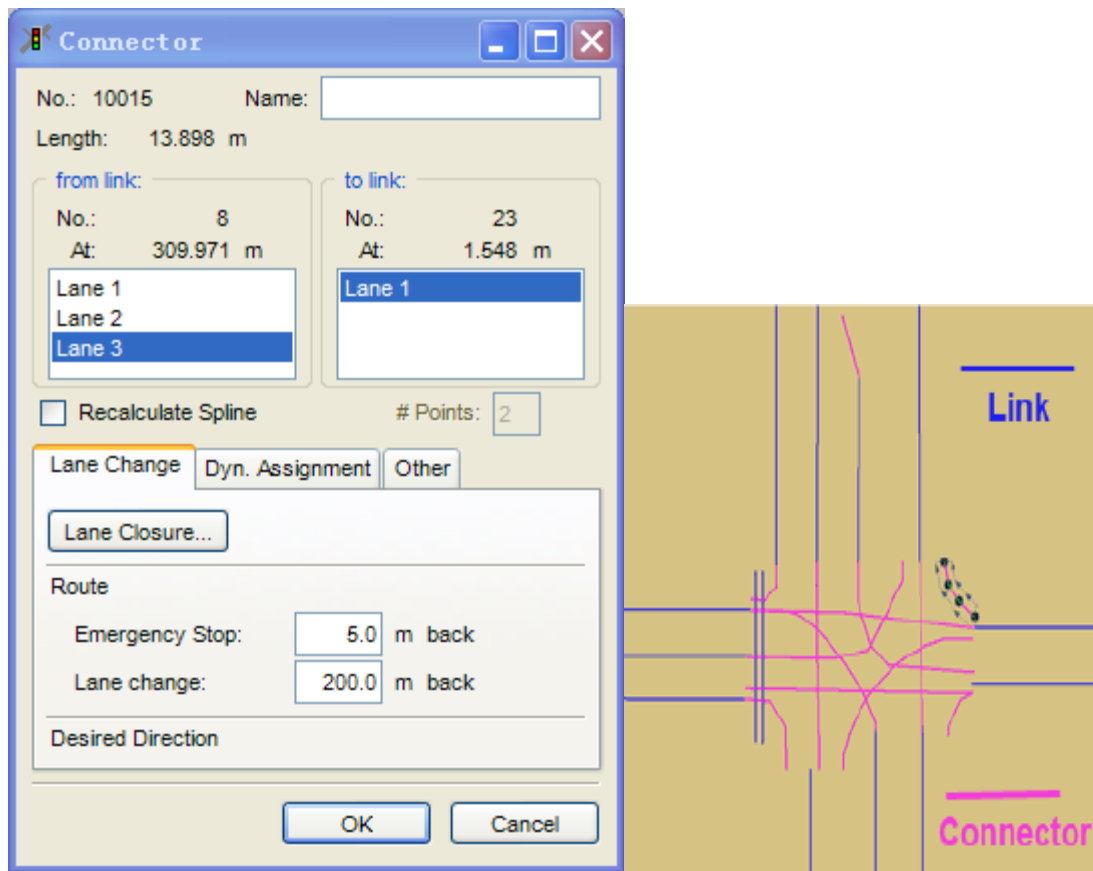 Connector
No.: 10015 Name:
Length: 13.898 m
from link: to link:
No.: 8 No.: 23
At: 309.971 m At: 1.548 m
Lane 1 Lane 1
Lane 2
Lane 3
Recalculate Spline # Points: 2
Lane Change Dyn. Assignment Other
Lane Closure...
Route
Emergency Stop: 5.0 m back
Lane change: 200.0 m back
Desired Direction
OK Cancel
Link
Connector